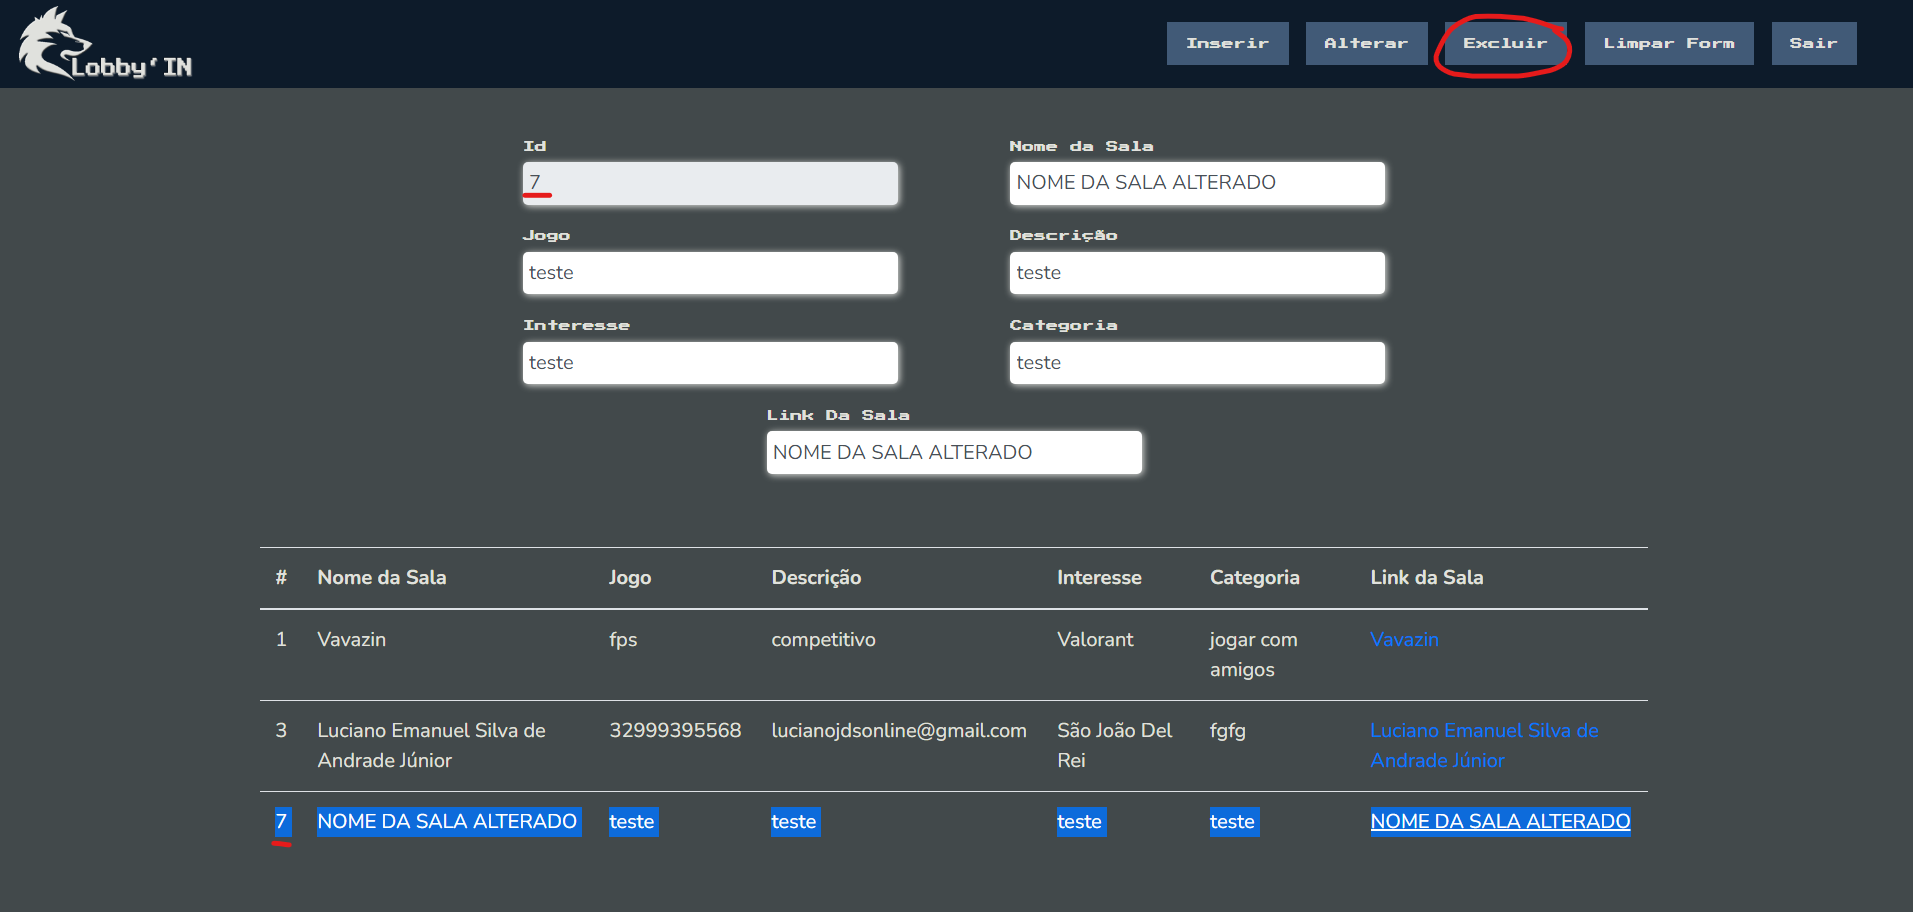 Lobby'IN
Inserir Alterar Excluir Limpar Form Sair
Id Nome da Sala
7 NOME DA SALA ALTERADO
Jogo Descrição
teste teste
Interesse Categoria
teste teste
Link Da Sala
NOME DA SALA ALTERADO
# Nome da Sala Jogo Descrição Interesse Categoria Link da Sala
1 Vavazin fps competitivo Valorant jogar com Vavazin
amigos
3 Luciano Emanuel Silva de 32999395568 lucianojdsonline@gmail.com São João Del fgfg Luciano Emanuel Silva de
Andrade Júnior Rei Andrade Júnior
7 NOME DA SALA ALTERADO teste teste teste teste NOME DA SALA ALTERADO